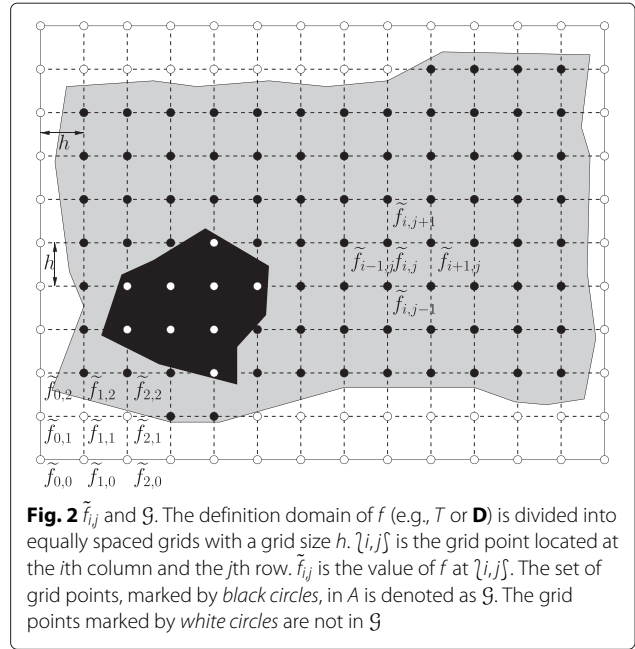 h
f̃_{i,j+1}
h f̃_{i-1,j} f̃_{i,j} f̃_{i+1,j}
f̃_{i,j-1}
f̃_{0,2} f̃_{1,2} f̃_{2,2}
f̃_{0,1} f̃_{1,1} f̃_{2,1}
f̃_{0,0} f̃_{1,0} f̃_{2,0}
Fig. 2 f̃_{i,j} and 𝒢. The definition domain of f (e.g., T or D) is divided into
equally spaced grids with a grid size h. ⟅i, j⟆ is the grid point located at
the ith column and the jth row. f̃_{i,j} is the value of f at ⟅i, j⟆. The set of
grid points, marked by black circles, in A is denoted as 𝒢. The grid
points marked by white circles are not in 𝒢